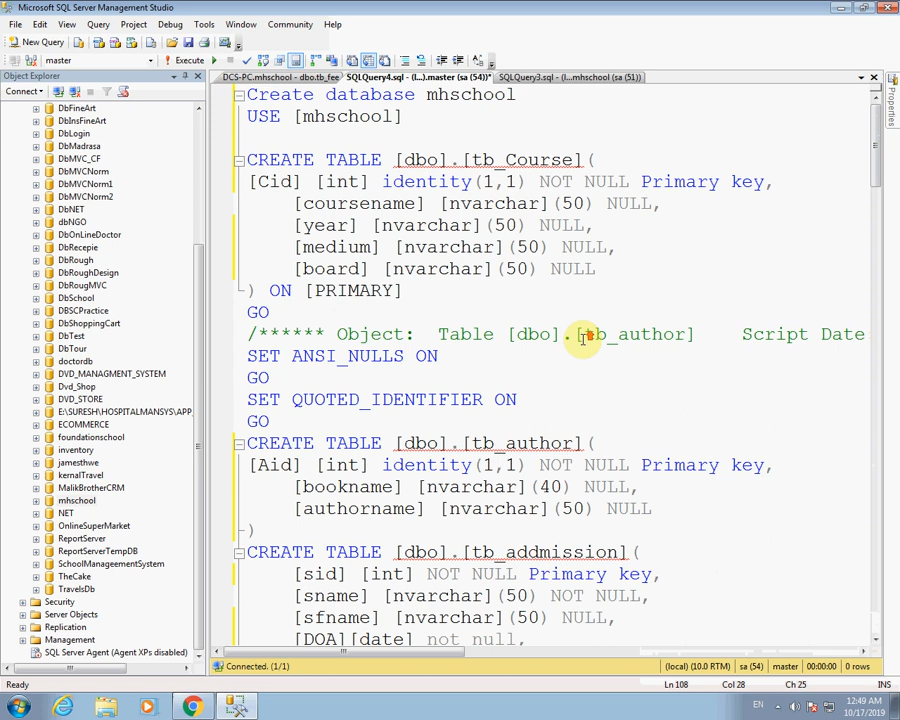 Microsoft SQL Server Management Studio
File Edit View Query Project Debug Tools Window Community Help
New Query
master Execute
Object Explorer
DCS-PC.mhschool - dbo.tb_fee SQLQuery4.sql - (l...).master (sa (54))* SQLQuery3.sql - (l...mhschool (sa (51))
Connect
DbFineArt
DbInsFineArt
DbLogin
DbMadrasa
DbMVC_CF
DbMVCNorm
DbMVCNorm1
DbMVCNorm2
DbNET
dbNGO
DbOnlineDoctor
DbRecepie
DbRough
DbRoughDesign
DbRougMVC
DbSchool
DBSCPractice
DbShoppingCart
DbTest
DbTour
doctordb
DVD_MANAGMENT_SYSTEM
Dvd_Shop
DVD_STORE
E:\SURESH\HOSPITALMANSYS\APP_
ECOMMERCE
foundationschool
inventory
jamesthwe
kernalTravel
MalikBrotherCRM
mhschool
NET
OnlineSuperMarket
ReportServer
ReportServerTempDB
SchoolManagementSystem
TheCake
TravelsDb
Security
Server Objects
Replication
Management
SQL Server Agent (Agent XPs disabled)
Create database mhschool
USE [mhschool]
CREATE TABLE [dbo].[tb_Course](
[Cid] [int] identity(1,1) NOT NULL Primary key,
[coursename] [nvarchar](50) NULL,
[year] [nvarchar](50) NULL,
[medium] [nvarchar](50) NULL,
[board] [nvarchar](50) NULL
) ON [PRIMARY]
GO
/****** Object: Table [dbo].[tb_author] Script Date:
SET ANSI_NULLS ON
GO
SET QUOTED_IDENTIFIER ON
GO
CREATE TABLE [dbo].[tb_author](
[Aid] [int] identity(1,1) NOT NULL Primary key,
[bookname] [nvarchar](40) NULL,
[authorname] [nvarchar](50) NULL
)
CREATE TABLE [dbo].[tb_addmission](
[sid] [int] NOT NULL Primary key,
[sname] [nvarchar](50) NOT NULL,
[sfname] [nvarchar](50) NULL,
[DOA][date] not null,
Properties
Connected. (1/1) (local) (10.0 RTM) sa (54) master 00:00:00 0 rows
Ready Ln 108 Col 28 Ch 25 INS
EN 12:49 AM
10/17/2019